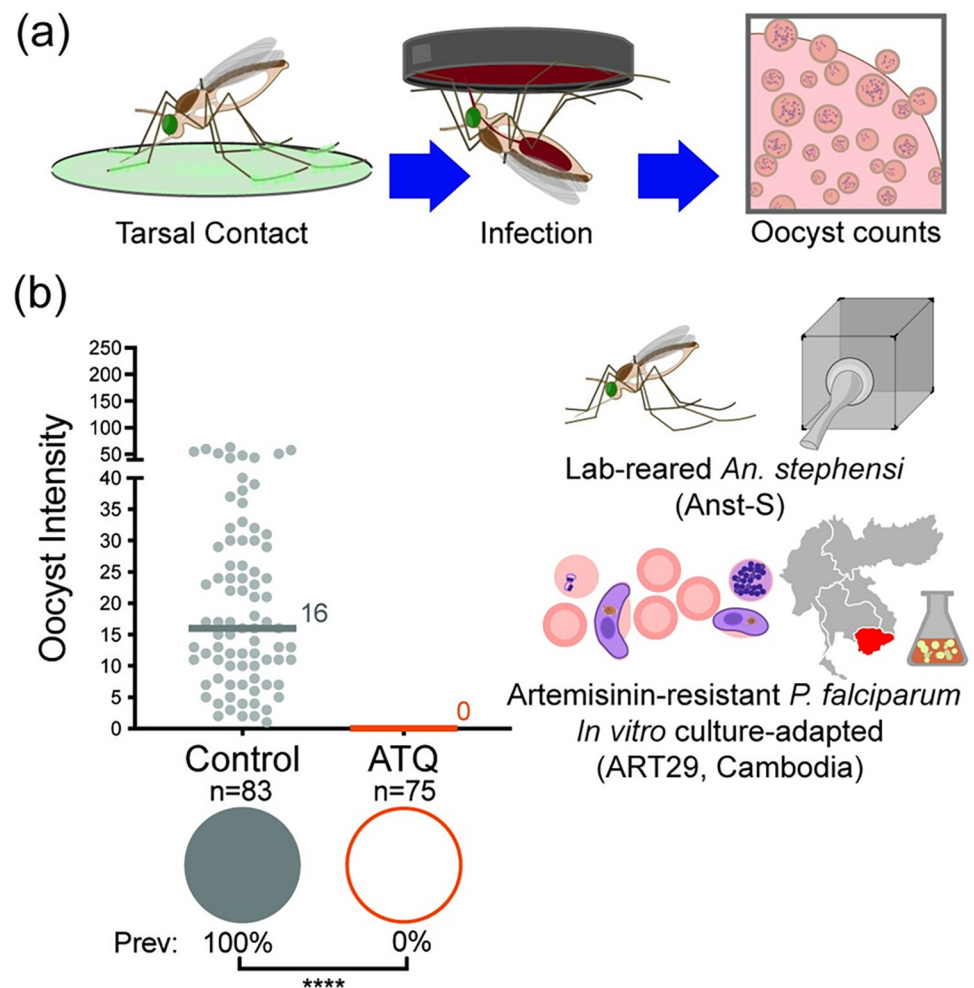 (a)
Tarsal Contact
Infection
Oocyst counts
(b)
Oocyst Intensity
250
200
150
100
50
40
35
30
25
20
15
10
5
0
16
0
Control
n=83
ATQ
n=75
Prev: 100% 0%
****
Lab-reared An. stephensi
(Anst-S)
Artemisinin-resistant P. falciparum
In vitro culture-adapted
(ART29, Cambodia)